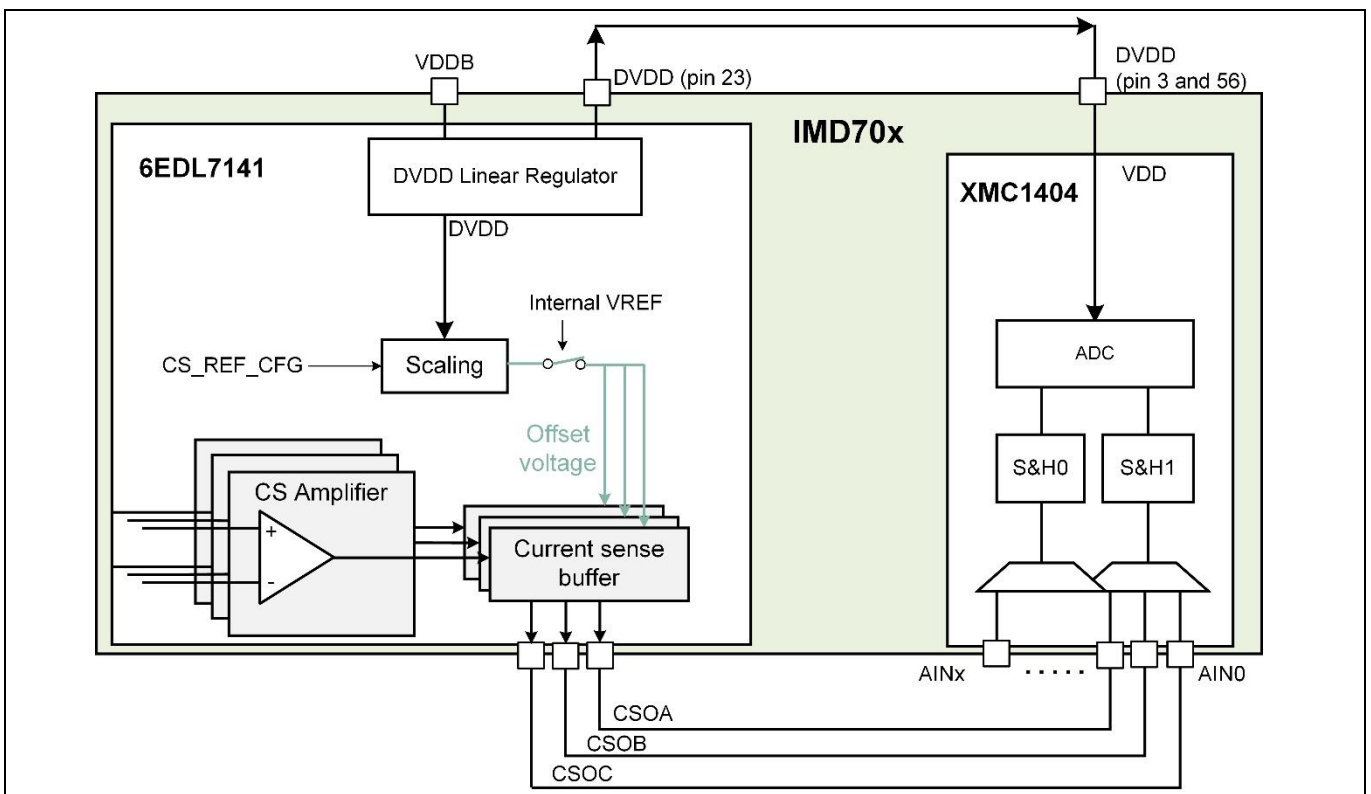 VDDB
DVDD (pin 23)
DVDD
(pin 3 and 56)
IMD70x
6EDL7141
DVDD Linear Regulator
DVDD
XMC1404
VDD
Internal VREF
CS_REF_CFG
Scaling
ADC
Offset
voltage
S&H0
S&H1
CS Amplifier
+
-
Current sense
buffer
AINx
.....
AIN0
CSOA
CSOB
CSOC